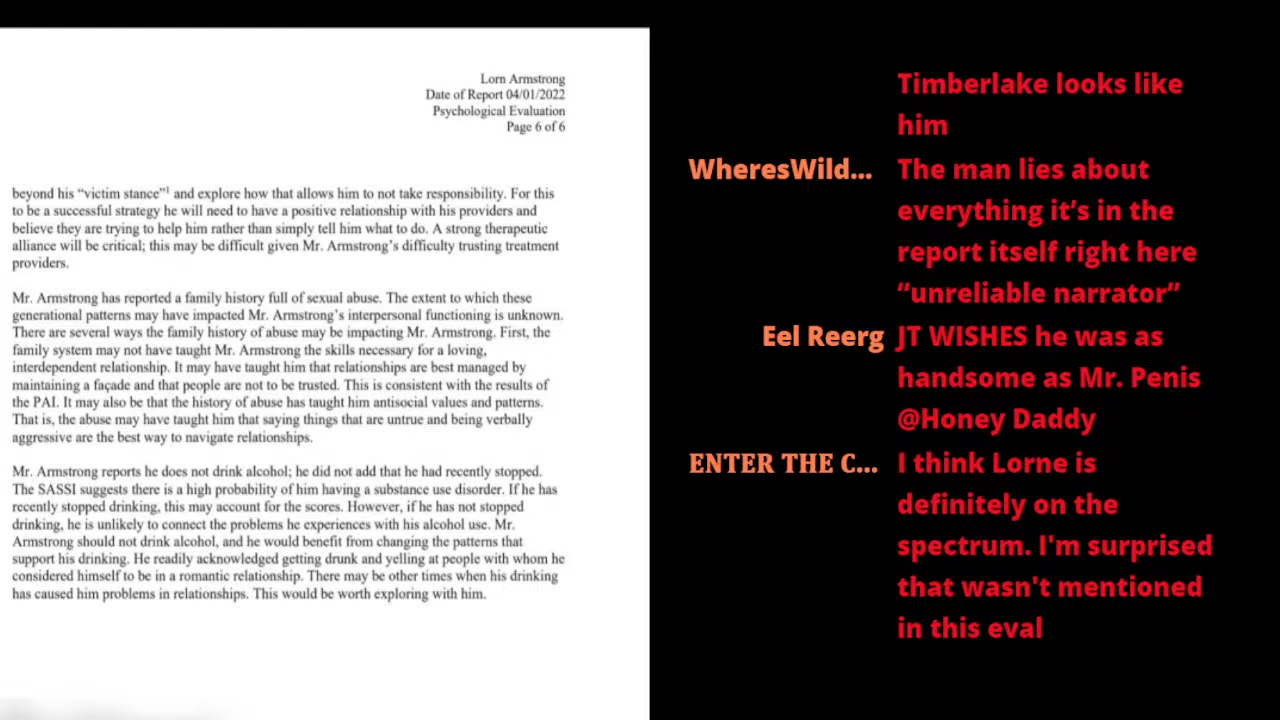 Lorn Armstrong
Date of Report 04/01/2022
Psychological Evaluation
Page 6 of 6
beyond his “victim stance”¹ and explore how that allows him to not take responsibility. For this
to be a successful strategy he will need to have a positive relationship with his providers and
believe they are trying to help him rather than simply tell him what to do. A strong therapeutic
alliance will be critical; this may be difficult given Mr. Armstrong’s difficulty trusting treatment
providers.
Mr. Armstrong has reported a family history full of sexual abuse. The extent to which these
generational patterns may have impacted Mr. Armstrong’s interpersonal functioning is unknown.
There are several ways the family history of abuse may be impacting Mr. Armstrong. First, the
family system may not have taught Mr. Armstrong the skills necessary for a loving,
interdependent relationship. It may have taught him that relationships are best managed by
maintaining a façade and that people are not to be trusted. This is consistent with the results of
the PAI. It may also be that the history of abuse has taught him antisocial values and patterns.
That is, the abuse may have taught him that saying things that are untrue and being verbally
aggressive are the best way to navigate relationships.
Mr. Armstrong reports he does not drink alcohol; he did not add that he had recently stopped.
The SASSI suggests there is a high probability of him having a substance use disorder. If he has
recently stopped drinking, this may account for the scores. However, if he has not stopped
drinking, he is unlikely to connect the problems he experiences with his alcohol use. Mr.
Armstrong should not drink alcohol, and he would benefit from changing the patterns that
support his drinking. He readily acknowledged getting drunk and yelling at people with whom he
considered himself to be in a romantic relationship. There may be other times when his drinking
has caused him problems in relationships. This would be worth exploring with him.
Timberlake looks like
him
WheresWild... The man lies about
everything it’s in the
report itself right here
“unreliable narrator”
Eel Reerg JT WISHES he was as
handsome as Mr. Penis
@Honey Daddy
ENTER THE C... I think Lorne is
definitely on the
spectrum. I'm surprised
that wasn't mentioned
in this eval